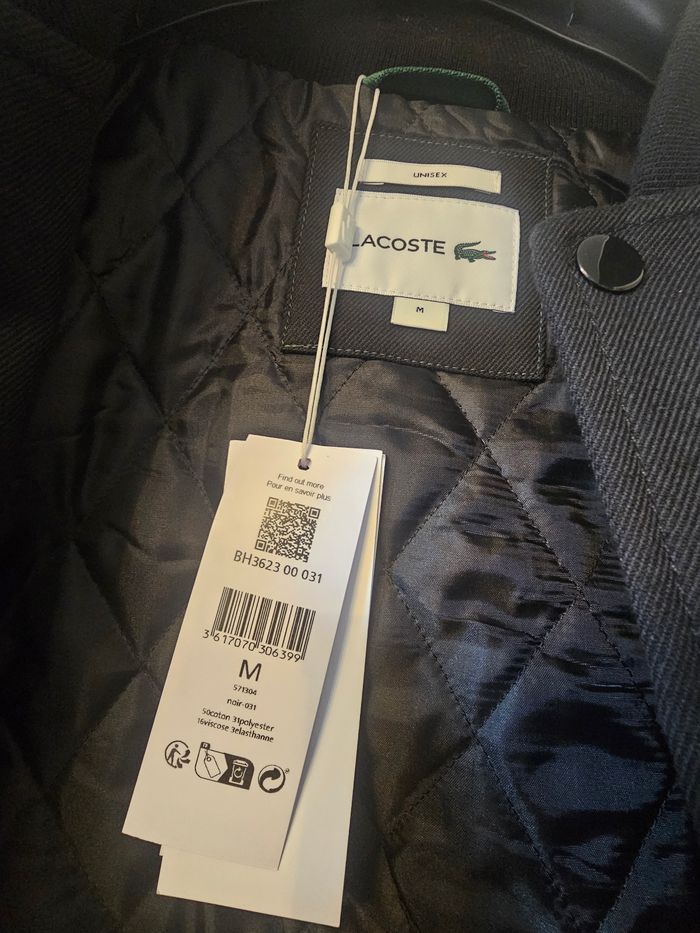 UNISEX
LACOSTE
M
Find out more
Pour en savoir plus
BH3623 00 031
3 617070 306399
M
571304
noir-031
50coton 31polyester
16viscose 3elasthanne